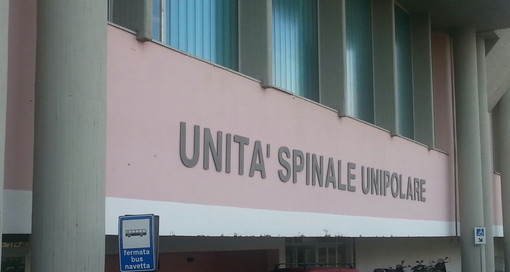 UNITA' SPINALE UNIPOLARE
fermata
bus
navetta